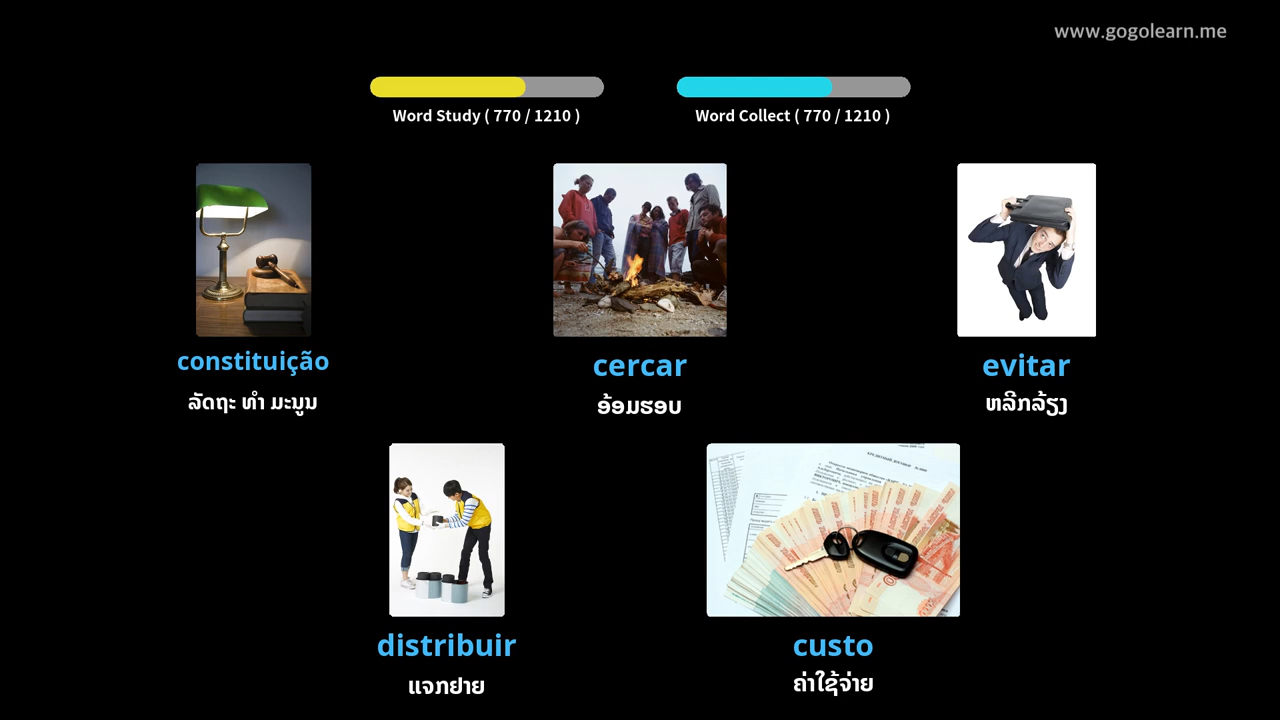 www.gogolearn.me
Word Study ( 770 / 1210 )
Word Collect ( 770 / 1210 )
constituição
ລັດຖະ ທຳ ມະນູນ
cercar
ອ້ອມຮອບ
evitar
ຫລີກລ້ຽງ
distribuir
ແຈກຢາຍ
custo
ຄ່າໃຊ້ຈ່າຍ